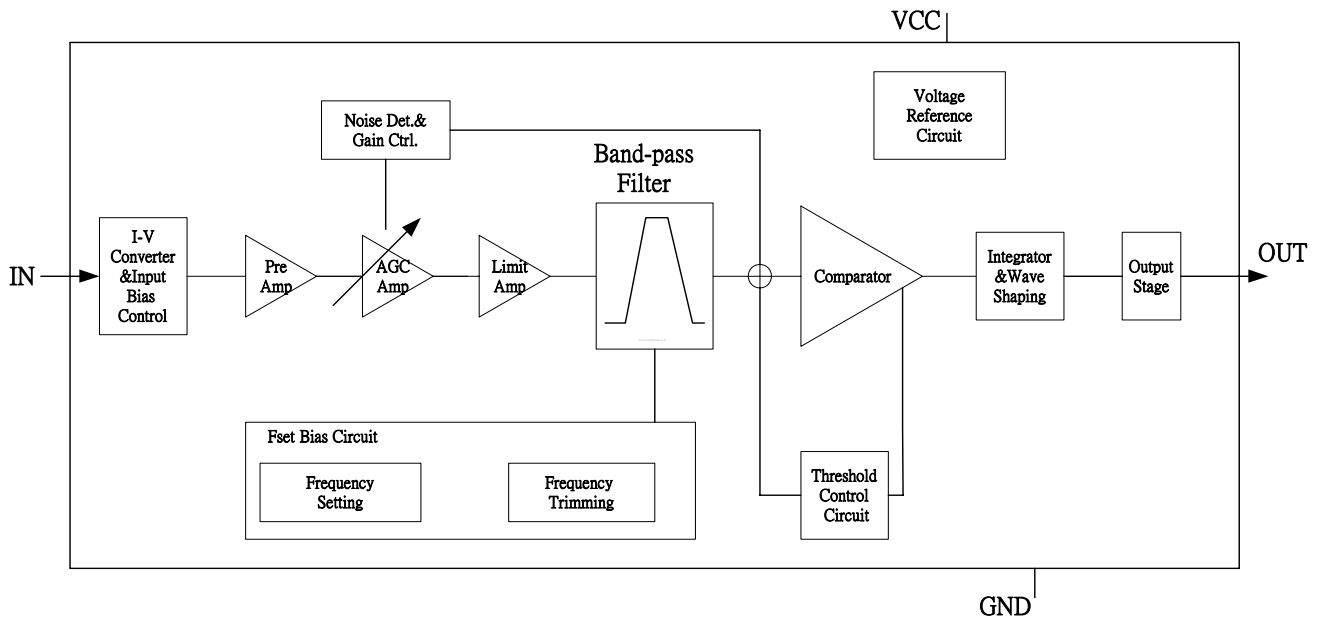 VCC
Voltage
Reference
Circuit
Noise Det.&
Gain Ctrl.
Band-pass
Filter
IN
I-V
Converter
&Input
Bias
Control
Pre
Amp
AGC
Amp
Limit
Amp
Comparator
Integrator
&Wave
Shaping
Output
Stage
OUT
Fset Bias Circuit
Frequency
Setting
Frequency
Trimming
Threshold
Control
Circuit
GND